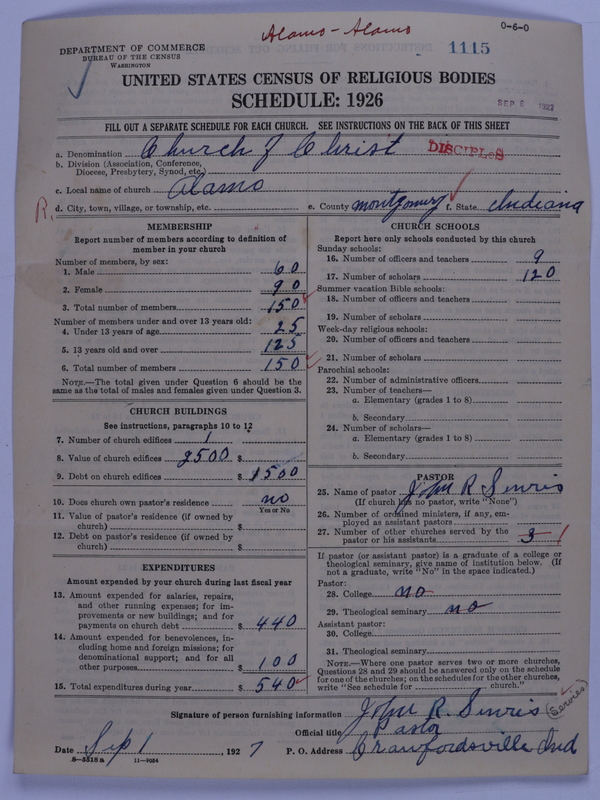 Alamo - Alamo
0-6-0
1115
DEPARTMENT OF COMMERCE
BUREAU OF THE CENSUS
WASHINGTON
UNITED STATES CENSUS OF RELIGIOUS BODIES
SCHEDULE: 1926
SEP 6 1927
FILL OUT A SEPARATE SCHEDULE FOR EACH CHURCH. SEE INSTRUCTIONS ON THE BACK OF THIS SHEET
a. Denomination Church of Christ DISCIPLES
b. Division (Association, Conference,
Diocese, Presbytery, Synod, etc.)
c. Local name of church Alamo
R. d. City, town, village, or township, etc. e. County Montgomery f. State Indiana
MEMBERSHIP
Report number of members according to definition of
member in your church
Number of members, by sex:
1. Male 60
2. Female 90
3. Total number of members 150
Number of members under and over 13 years old:
4. Under 13 years of age 25
5. 13 years old and over 125
6. Total number of members 150
NOTE.—The total given under Question 6 should be the
same as the total of males and females given under Question 3.
CHURCH BUILDINGS
See instructions, paragraphs 10 to 12
7. Number of church edifices 1
8. Value of church edifices 2500 $
9. Debt on church edifices $ 1500
10. Does church own pastor's residence no
Yes or No
11. Value of pastor's residence (if owned by
church) $
12. Debt on pastor's residence (if owned by
church) $
EXPENDITURES
Amount expended by your church during last fiscal year
13. Amount expended for salaries, repairs,
and other running expenses; for im-
provements or new buildings; and for
payments on church debt $ 440
14. Amount expended for benevolences, in-
cluding home and foreign missions; for
denominational support; and for all
other purposes $ 100
15. Total expenditures during year $ 540
CHURCH SCHOOLS
Report here only schools conducted by this church
Sunday schools:
16. Number of officers and teachers 9
17. Number of scholars 120
Summer vacation Bible schools:
18. Number of officers and teachers
19. Number of scholars
Week-day religious schools:
20. Number of officers and teachers
21. Number of scholars
Parochial schools:
22. Number of administrative officers
23. Number of teachers—
a. Elementary (grades 1 to 8)
b. Secondary
24. Number of scholars—
a. Elementary (grades 1 to 8)
b. Secondary
PASTOR
25. Name of pastor John R
(If church has no pastor, write "None")
26. Number of ordained ministers, if any, em-
ployed as assistant pastors
27. Number of other churches served by the
pastor or his assistants 3
If pastor (or assistant pastor) is a graduate of a college or
theological seminary, give name of institution below. (If
not a graduate, write "No" in the space indicated.)
Pastor:
28. College no
29. Theological seminary no
Assistant pastor:
30. College
31. Theological seminary
NOTE.—Where one pastor serves two or more churches,
Questions 28 and 29 should be answered only on the schedule
for one of the churches; on the schedules for the other churches,
write "See schedule for church."
Signature of person furnishing information John R.
Official title Pastor
Date Sep 1, 1927 P. O. Address Crawfordsville Ind
8-5518 a 11-9054